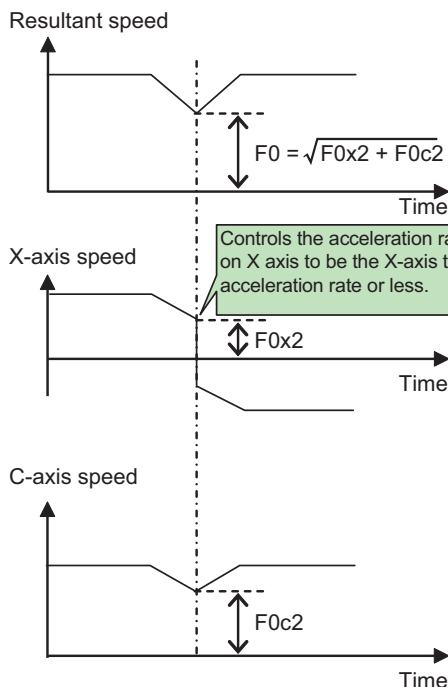 Resultant speed
F0 = √F0x2 + F0c2
Time
Controls the acceleration
on X axis to be the X-axis
acceleration rate or less.
X-axis speed
F0x2
Time
C-axis speed
F0c2
Time